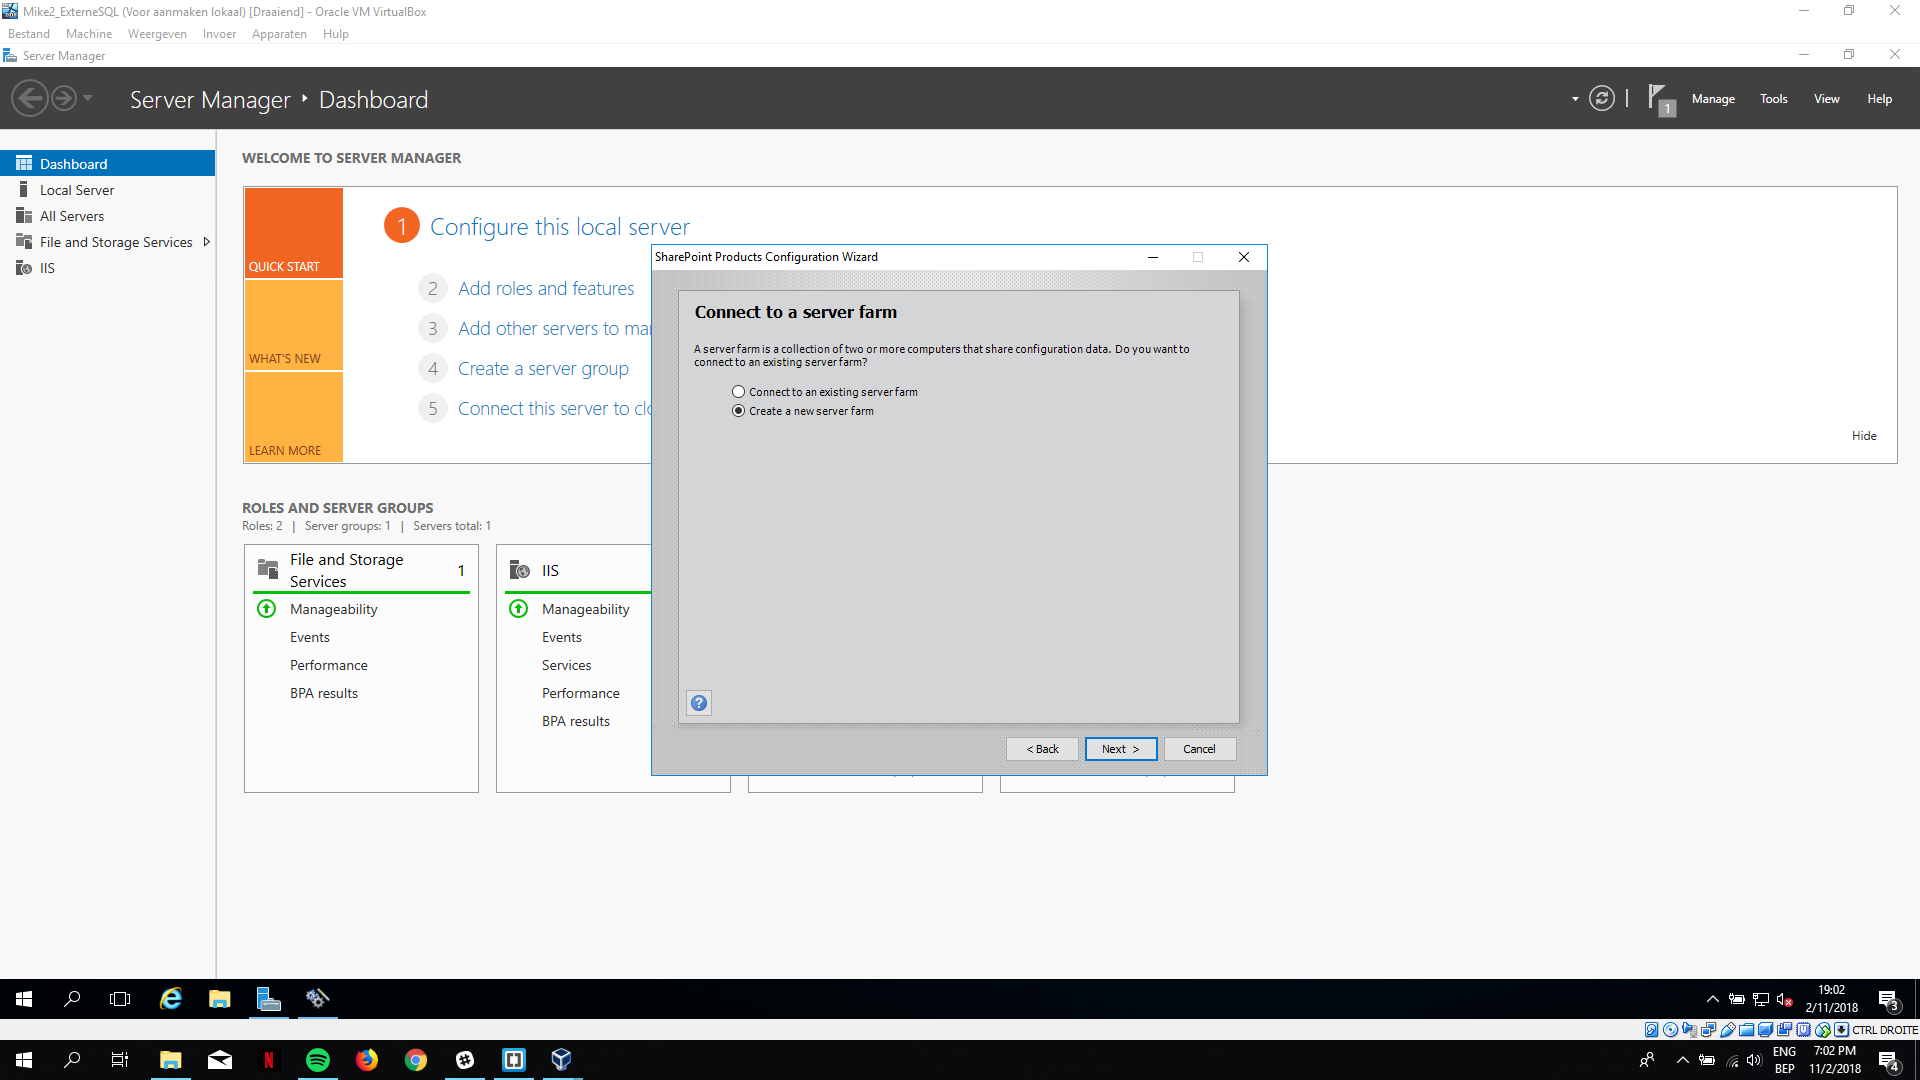 Mike2_ExterneSQL (Voor aanmaken lokaal) [Draaiend] - Oracle VM VirtualBox
Bestand Machine Weergeven Invoer Apparaten Hulp
Server Manager
Server Manager ‣ Dashboard
1
Manage Tools View Help
Dashboard
Local Server
All Servers
File and Storage Services
IIS
WELCOME TO SERVER MANAGER
QUICK START
WHAT'S NEW
LEARN MORE
1 Configure this local server
2 Add roles and features
3 Add other servers to mar
4 Create a server group
5 Connect this server to clo
Hide
SharePoint Products Configuration Wizard
Connect to a server farm
A server farm is a collection of two or more computers that share configuration data. Do you want to
connect to an existing server farm?
Connect to an existing server farm
Create a new server farm
?
< Back Next > Cancel
ROLES AND SERVER GROUPS
Roles: 2 | Server groups: 1 | Servers total: 1
File and Storage
Services
1
Manageability
Events
Performance
BPA results
IIS
Manageability
Events
Services
Performance
BPA results
19:02
2/11/2018
3
CTRL DROITE
ENG
BEP
7:02 PM
11/2/2018
4